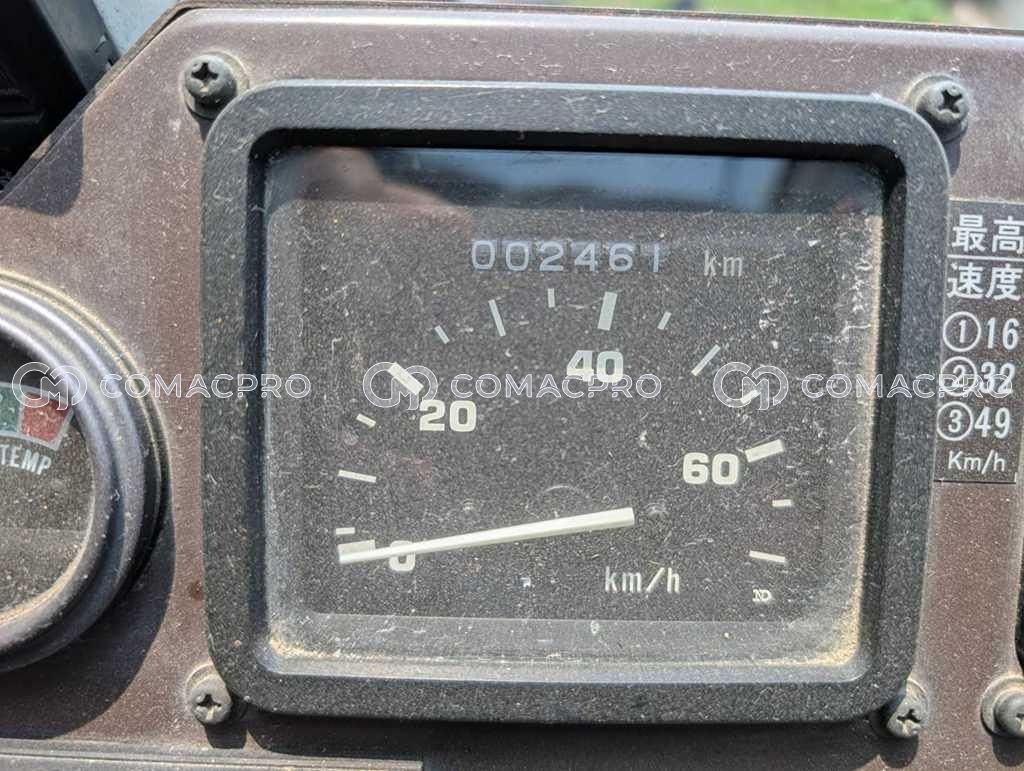 002461 km
40
20
60
0
km/h
ND
TEMP
最高
速度
①16
②32
③49
Km/h
COMACPRO COMACPRO COMACPRO